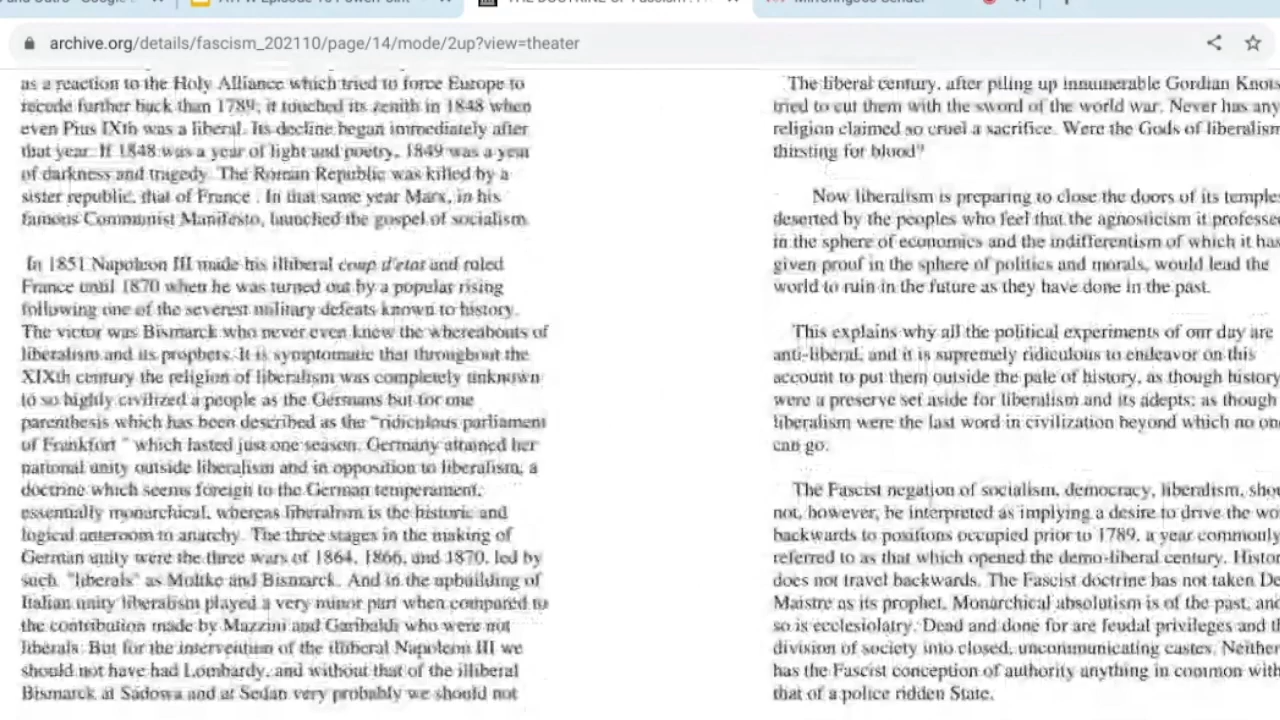 THE DOCTRINE OF Fascism
archive.org/details/fascism_202110/page/14/mode/2up?view=theater
as a reaction to the Holy Alliance which tried to force Europe to
recede further back than 1789; it touched its zenith in 1848 when
even Pius IXth was a liberal. Its decline began immediately after
that year. If 1848 was a year of light and poetry, 1849 was a year
of darkness and tragedy. The Roman Republic was killed by a
sister republic, that of France . In that same year Marx, in his
famous Communist Manifesto, launched the gospel of socialism.
In 1851 Napoleon III made his illiberal coup d'etat and ruled
France until 1870 when he was turned out by a popular rising
following one of the severest military defeats known to history.
The victor was Bismarck who never even knew the whereabouts of
liberalism and its prophets. It is symptomatic that throughout the
XIXth century the religion of liberalism was completely unknown
to so highly civilized a people as the Germans but for one
parenthesis which has been described as the "ridiculous parliament
of Frankfort " which lasted just one season. Germany attained her
national unity outside liberalism and in opposition to liberalism, a
doctrine which seems foreign to the German temperament,
essentially monarchical, whereas liberalism is the historic and
logical anteroom to anarchy. The three stages in the making of
German unity were the three wars of 1864, 1866, and 1870, led by
such "liberals" as Moltke and Bismarck. And in the upbuilding of
Italian unity liberalism played a very minor part when compared to
the contribution made by Mazzini and Garibaldi who were not
liberals. But for the intervention of the illiberal Napoleon III we
should not have had Lombardy, and without that of the illiberal
Bismarck at Sadowa and at Sedan very probably we should not
The liberal century, after piling up innumerable Gordian Knots
tried to cut them with the sword of the world war. Never has any
religion claimed so cruel a sacrifice. Were the Gods of liberalism
thirsting for blood?
Now liberalism is preparing to close the doors of its temples
deserted by the peoples who feel that the agnosticism it professe
in the sphere of economics and the indifferentism of which it has
given proof in the sphere of politics and morals, would lead the
world to ruin in the future as they have done in the past.
This explains why all the political experiments of our day are
anti-liberal, and it is supremely ridiculous to endeavor on this
account to put them outside the pale of history, as though history
were a preserve set aside for liberalism and its adepts; as though
liberalism were the last word in civilization beyond which no on
can go.
The Fascist negation of socialism, democracy, liberalism, shou
not, however, be interpreted as implying a desire to drive the wo
backwards to positions occupied prior to 1789, a year commonly
referred to as that which opened the demo-liberal century. Histor
does not travel backwards. The Fascist doctrine has not taken De
Maistre as its prophet. Monarchical absolutism is of the past, and
so is ecclesiolatry. Dead and done for are feudal privileges and th
division of society into closed, uncommunicating castes. Neither
has the Fascist conception of authority anything in common with
that of a police ridden State.